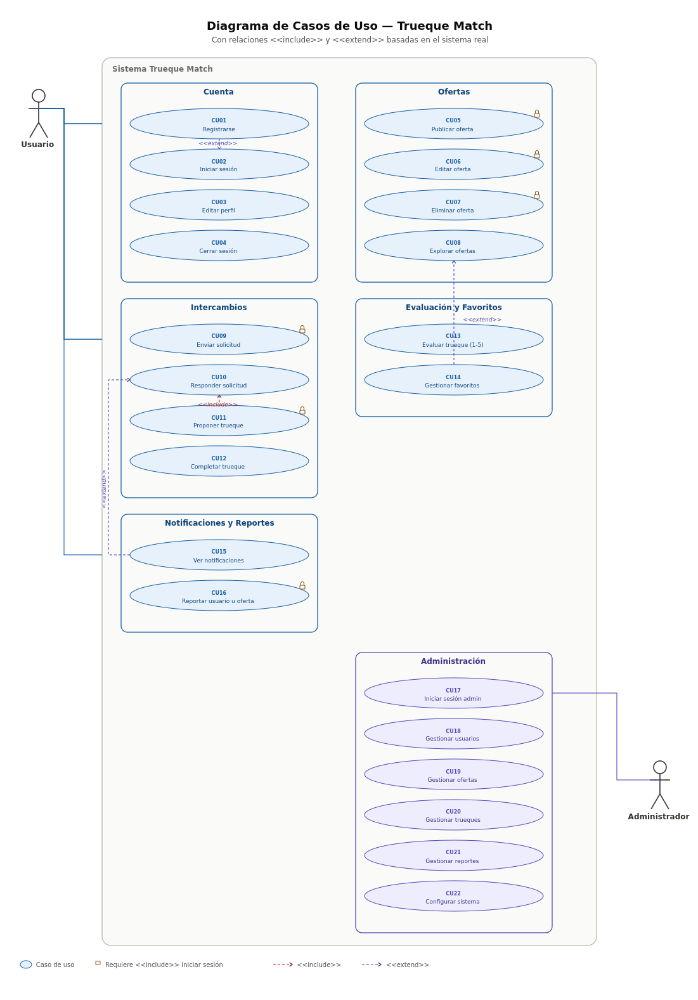 Diagrama de Casos de Uso — Trueque Match
Con relaciones <<include>> y <<extend>> basadas en el sistema real
Sistema Trueque Match
Usuario
Cuenta
CU01
Registrarse
<<extend>>
CU02
Iniciar sesión
CU03
Editar perfil
CU04
Cerrar sesión
Ofertas
CU05
Publicar oferta
CU06
Editar oferta
CU07
Eliminar oferta
CU08
Explorar ofertas
Intercambios
CU09
Enviar solicitud
CU10
Responder solicitud
<<include>>
CU11
Proponer trueque
CU12
Completar trueque
<<extend>>
Evaluación y Favoritos
<<extend>>
CU13
Evaluar trueque (1-5)
CU14
Gestionar favoritos
Notificaciones y Reportes
CU15
Ver notificaciones
CU16
Reportar usuario u oferta
Administración
CU17
Iniciar sesión admin
CU18
Gestionar usuarios
CU19
Gestionar ofertas
CU20
Gestionar trueques
CU21
Gestionar reportes
CU22
Configurar sistema
Administrador
Caso de uso
Requiere <<include>> Iniciar sesión
<<include>>
<<extend>>